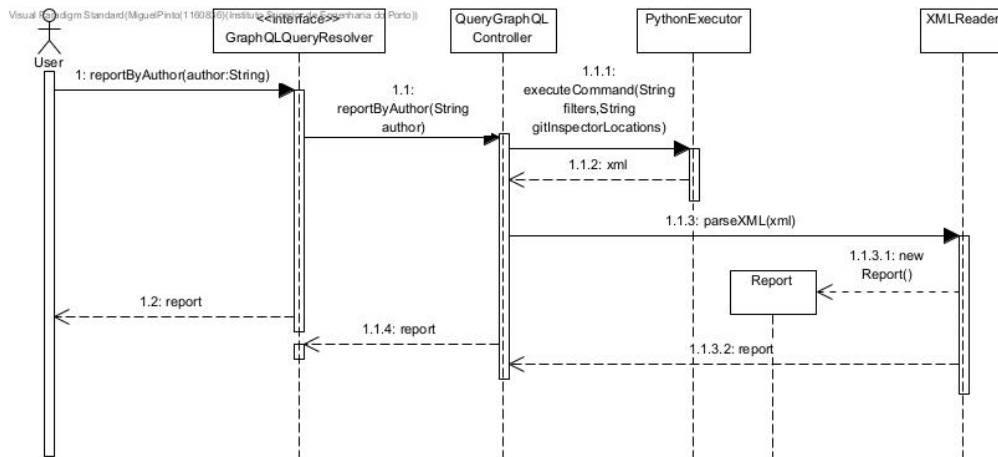 Visual Paradigm Standard(MiguelPinto(1160836)(Instituto Superior de Engenharia do Porto))
User
<<interface>>
GraphQLQueryResolver
QueryGraphQL
Controller
PythonExecutor
XMLReader
1: reportByAuthor(author:String)
1.1:
reportByAuthor(String
author)
1.1.1:
executeCommand(String
filters,String
gitInspectorLocations)
1.1.2: xml
1.1.3: parseXML(xml)
1.1.3.1: new
Report()
Report
1.2: report
1.1.4: report
1.1.3.2: report